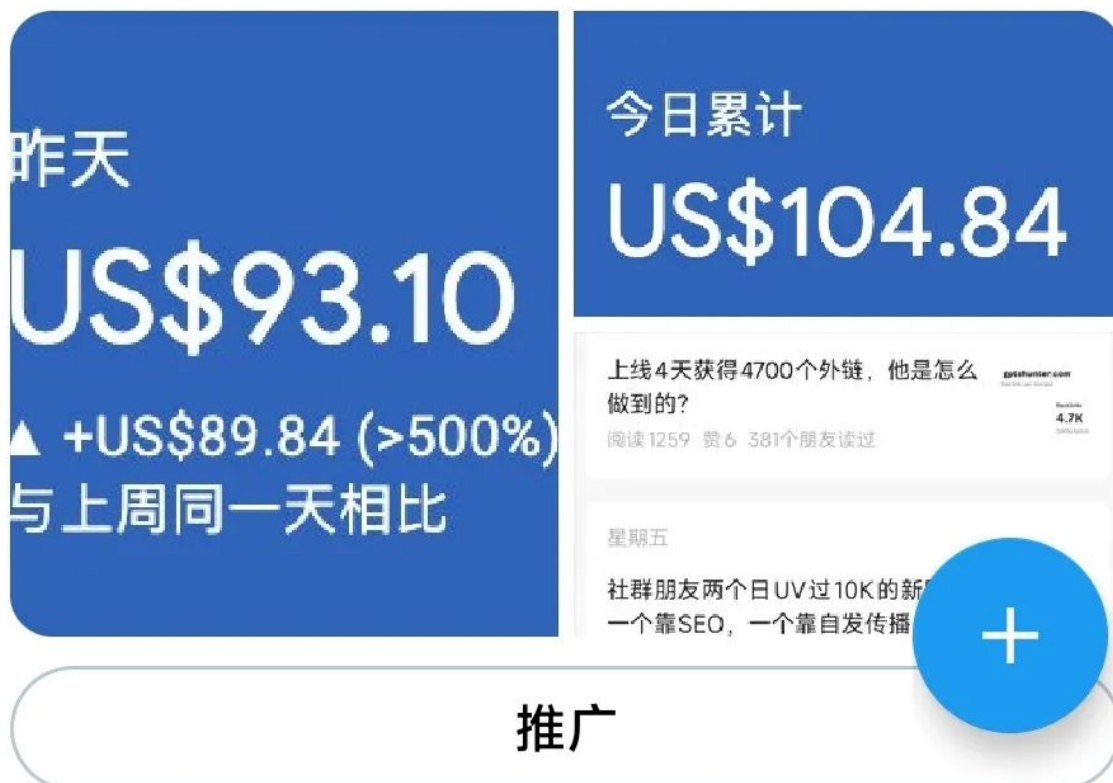 昨天
US$93.10
▲ +US$89.84 (>500%)
与上周同一天相比
今日累计
US$104.84
上线4天获得4700个外链，他是怎么
做到的？
阅读1259 赞6 381个朋友读过
gptshunter.com
4.7K
星期五
社群朋友两个日UV过10K的新
一个靠SEO，一个靠自发传播
推广